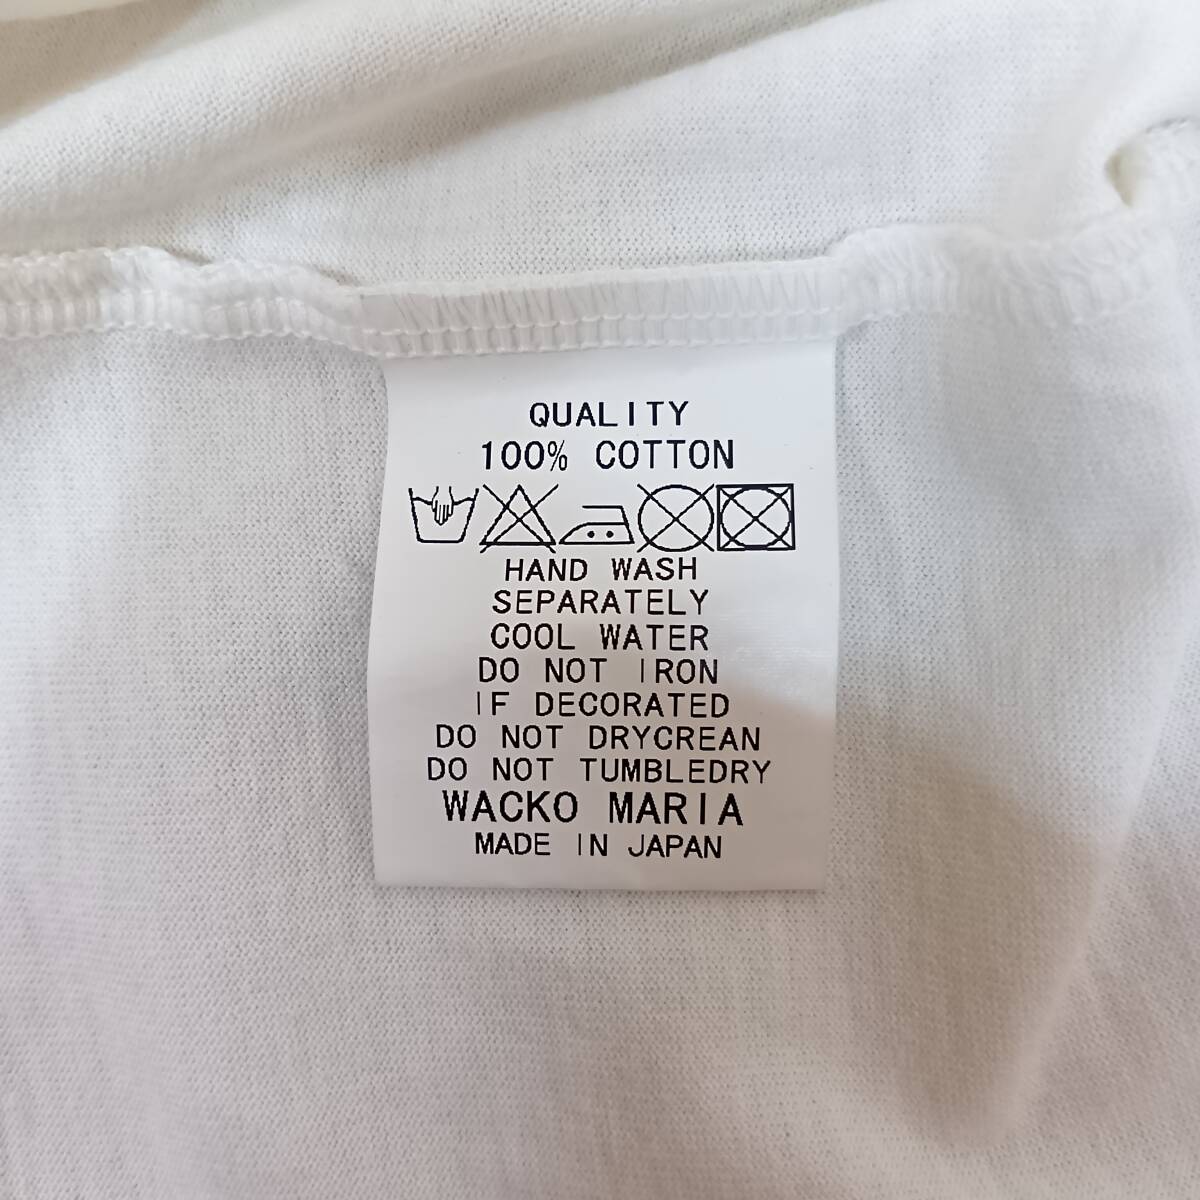 QUALITY
100% COTTON
HAND WASH
SEPARATELY
COOL WATER
DO NOT IRON
IF DECORATED
DO NOT DRYCREAN
DO NOT TUMBLEDRY
WACKO MARIA
MADE IN JAPAN